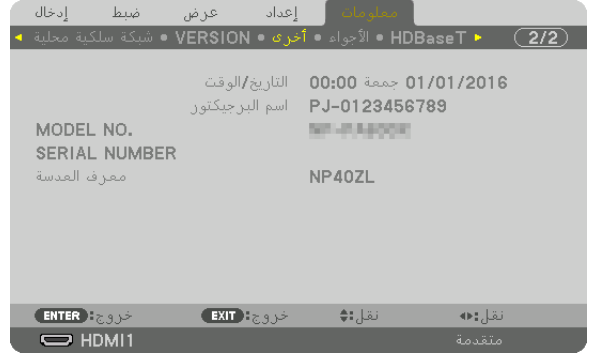 إدخال ضبط عرض إعداد معلومات
شبكة سلكية محلية • VERSION • أخرى • الأجواء • HDBaseT 2/2
التاريخ/الوقت 01/01/2016 جمعة 00:00
اسم البرجيكتور PJ-0123456789
MODEL NO.
SERIAL NUMBER
معرف العدسة NP40ZL
ENTER:خروج EXIT:خروج نقل: نقل:
HDMI1 متقدمة